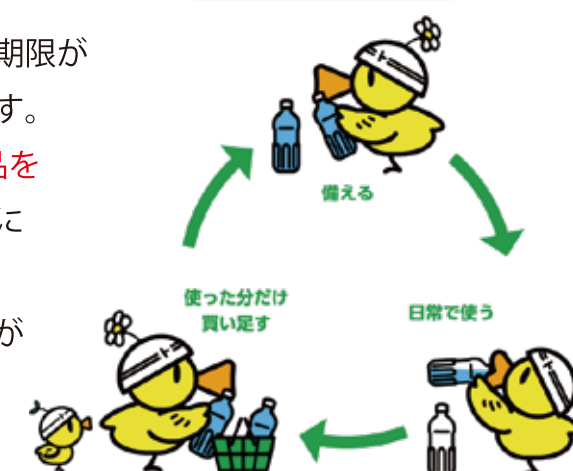 期限が
す。
品を
に
が
備える
使った分だけ
買い足す
日常で使う